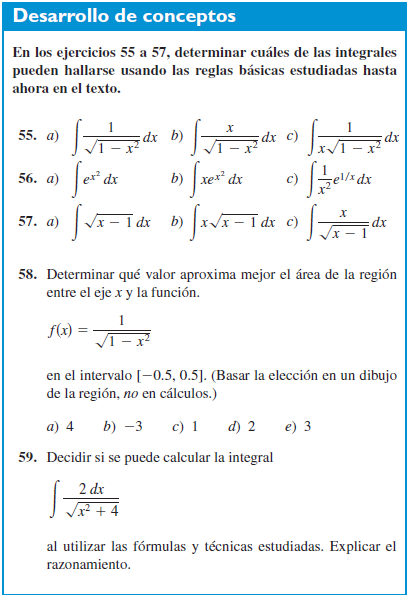 Desarrollo de conceptos
En los ejercicios 55 a 57, determinar cuáles de las integrales
pueden hallarse usando las reglas básicas estudiadas hasta
ahora en el texto.
55. a) ∫ 1/√(1 − x²) dx b) ∫ x/√(1 − x²) dx c) ∫ 1/(x√(1 − x²)) dx
56. a) ∫ eˣ² dx b) ∫ xeˣ² dx c) ∫ (1/x²) e^(1/x) dx
57. a) ∫ √(x − 1) dx b) ∫ x√(x − 1) dx c) ∫ x/√(x − 1) dx
58. Determinar qué valor aproxima mejor el área de la región
entre el eje x y la función.
f(x) = 1/√(1 − x²)
en el intervalo [−0.5, 0.5]. (Basar la elección en un dibujo
de la región, no en cálculos.)
a) 4 b) −3 c) 1 d) 2 e) 3
59. Decidir si se puede calcular la integral
∫ 2 dx/√(x² + 4)
al utilizar las fórmulas y técnicas estudiadas. Explicar el
razonamiento.